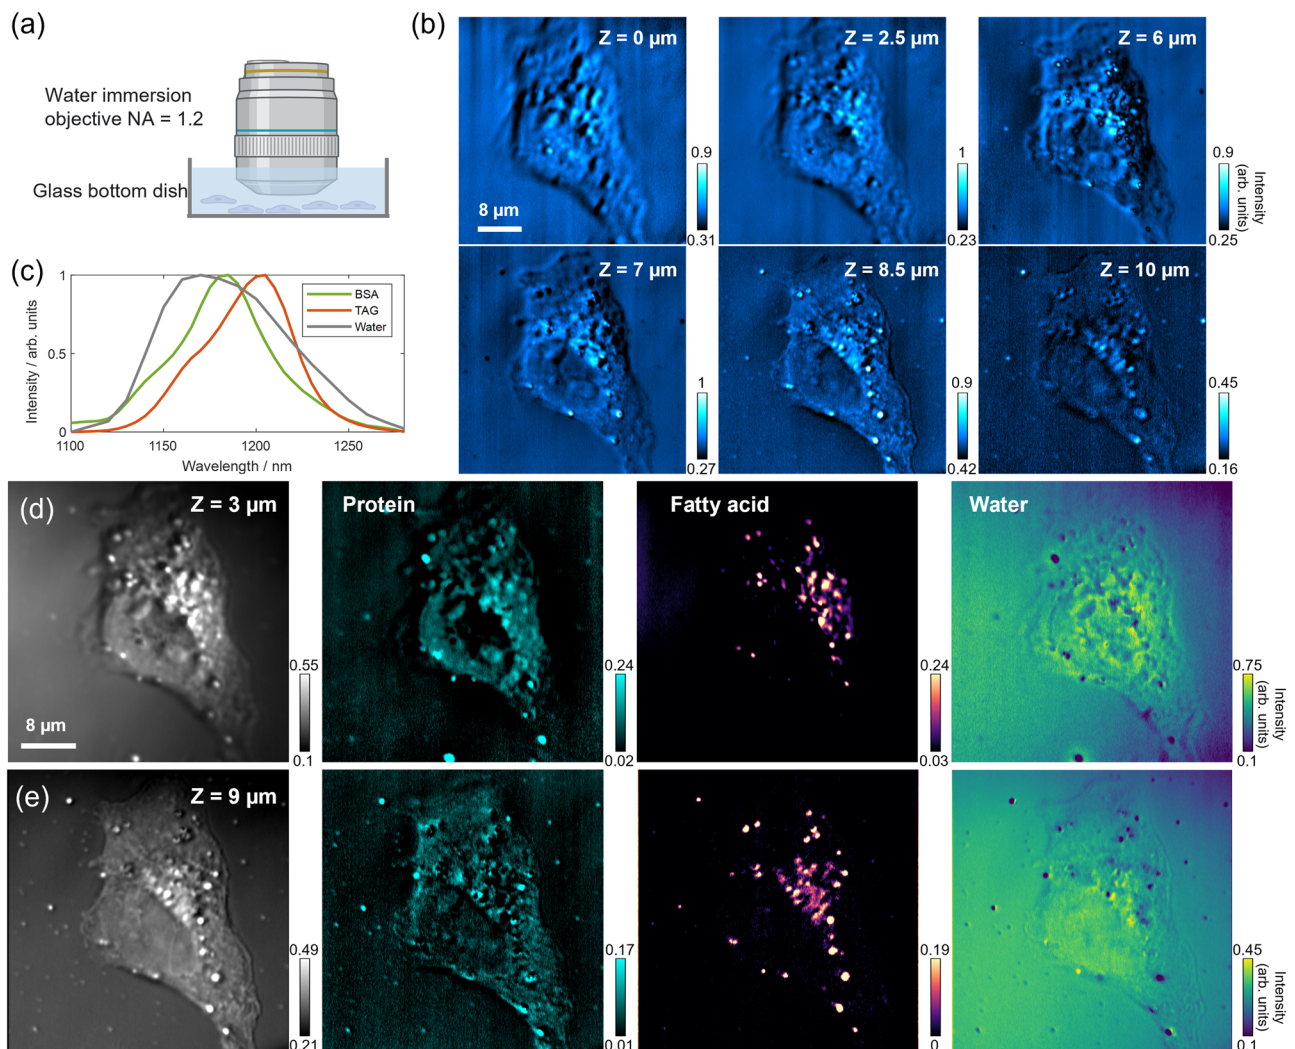 (a)
Water immersion
objective NA = 1.2
Glass bottom dish
(b)
Z = 0 µm
8 µm
0.9
0.31
Z = 2.5 µm
1
0.23
Z = 6 µm
0.9
0.25
Intensity
(arb. units)
Z = 7 µm
1
0.27
Z = 8.5 µm
0.9
0.42
Z = 10 µm
0.45
0.16
(c)
Intensity / arb. units
1
0.5
0
1100
1150
1200
1250
Wavelength / nm
BSA
TAG
Water
(d)
Z = 3 µm
8 µm
0.55
0.1
Protein
0.24
0.02
Fatty acid
0.24
0.03
Water
0.75
0.1
Intensity
(arb. units)
(e)
Z = 9 µm
0.49
0.21
0.17
0.01
0.19
0
0.45
0.1
Intensity
(arb. units)